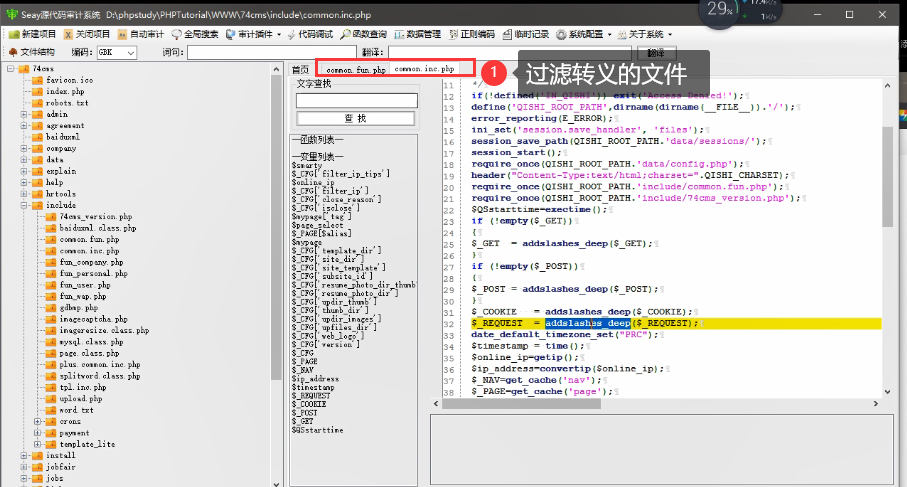 Seay源代码审计系统 D:\phpstudy\PHPTutorial\WWW\74cms\include\common.inc.php
29%
17.4K/s
1K/s
新建项目 关闭项目 自动审计 全局搜索 审计插件 代码调试 函数查询 数据管理 正则编码 临时记录 系统配置 关于系统
文件结构 编码: GBK 词问: 翻译: 翻译
74cms
favicon.ico
index.php
robots.txt
admin
agreement
baiduxml
company
data
explain
help
hrtools
include
74cms_version.php
baiduxml.class.php
common.fun.php
common.inc.php
fun_company.php
fun_personal.php
fun_user.php
fun_wap.php
gdbmp.php
imagecaptcha.php
imageresize.class.php
mysql.class.php
page.class.php
plus.common.inc.php
splitword.class.php
tpl.inc.php
upload.php
word.txt
crons
payment
template_lite
install
jobfair
jobs
首页 common.fun.php common.inc.php
1 过滤转义的文件
文字查找
查 找
—函数列表—
—变量列表—
$smarty
$_CFG['filter_ip_tips']
$online_ip
$_CFG['filter_ip']
$_CFG['close_reason']
$_CFG['isclose']
$mypage['tag']
$page_select
$_PAGE[$alias]
$mypage
$_CFG['template_dir']
$_CFG['site_dir']
$_CFG['site_template']
$_CFG['subsite_id']
$_CFG['resume_photo_dir_thumb']
$_CFG['resume_photo_dir']
$_CFG['updir_thumb']
$_CFG['thumb_dir']
$_CFG['updir_images']
$_CFG['upfiles_dir']
$_CFG['web_logo']
$_CFG['version']
$_CFG
$_PAGE
$_NAV
$ip_address
$timestamp
$_REQUEST
$_COOKIE
$_POST
$_GET
$QSstarttime
11 */
12 if(!defined('IN_QISHI')) exit('Access Denied!');
13 define('QISHI_ROOT_PATH',dirname(dirname(__FILE__)).'/');
14 error_reporting(E_ERROR);
15 ini_set('session.save_handler', 'files');
16 session_save_path(QISHI_ROOT_PATH.'data/sessions/');
17 session_start();
18 require_once(QISHI_ROOT_PATH.'data/config.php');
19 header("Content-Type:text/html;charset=".QISHI_CHARSET);
20 require_once(QISHI_ROOT_PATH.'include/common.fun.php');
21 require_once(QISHI_ROOT_PATH.'include/74cms_version.php');
22 $QSstarttime=exectime();
23 if (!empty($_GET))
24 {
25 $_GET = addslashes_deep($_GET);
26 }
27 if (!empty($_POST))
28 {
29 $_POST = addslashes_deep($_POST);
30 }
31 $_COOKIE = addslashes_deep($_COOKIE);
32 $_REQUEST = addslashes_deep($_REQUEST);
33 date_default_timezone_set("PRC");
34 $timestamp = time();
35 $online_ip=getip();
36 $ip_address=convertip($online_ip);
37 $_NAV=get_cache('nav');
38 $_PAGE=get_cache('page');